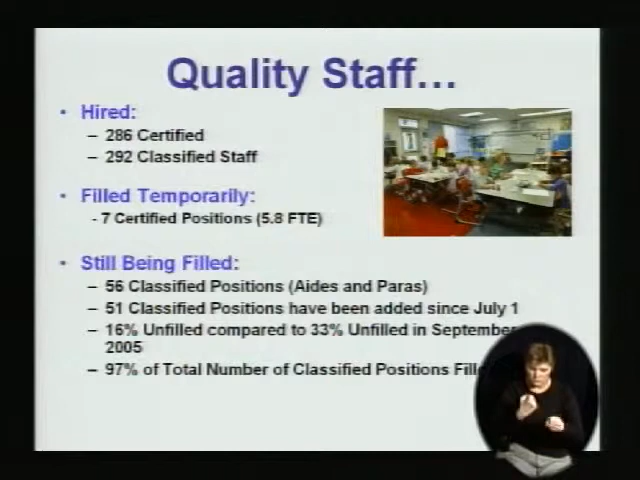 Quality Staff...
• Hired:
– 286 Certified
– 292 Classified Staff
• Filled Temporarily:
- 7 Certified Positions (5.8 FTE)
• Still Being Filled:
– 56 Classified Positions (Aides and Paras)
– 51 Classified Positions have been added since July 1
– 16% Unfilled compared to 33% Unfilled in September
2005
– 97% of Total Number of Classified Positions